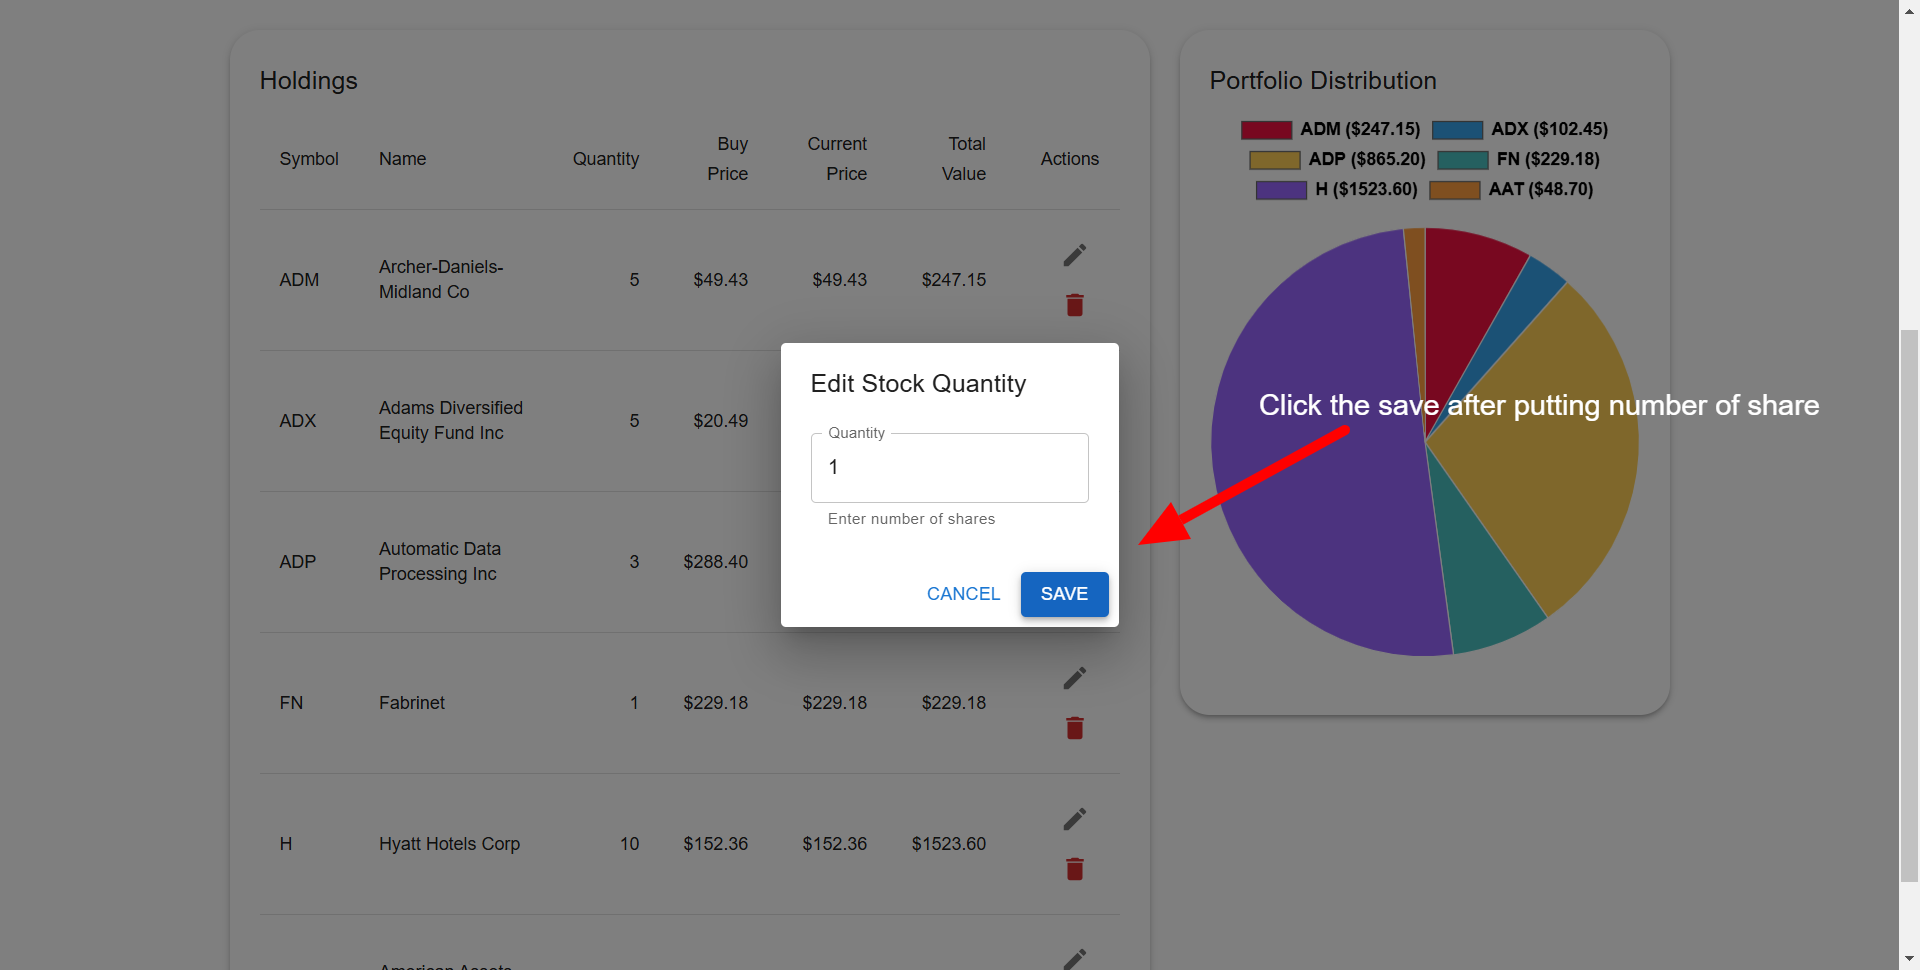 Holdings
Symbol Name Quantity Buy Price Current Price Total Value Actions
ADM Archer-Daniels-Midland Co 5 $49.43 $49.43 $247.15
ADX Adams Diversified Equity Fund Inc 5 $20.49
ADP Automatic Data Processing Inc 3 $288.40
FN Fabrinet 1 $229.18 $229.18 $229.18
H Hyatt Hotels Corp 10 $152.36 $152.36 $1523.60
American Assets
Edit Stock Quantity
Quantity
1
Enter number of shares
CANCEL SAVE
Portfolio Distribution
ADM ($247.15) ADX ($102.45)
ADP ($865.20) FN ($229.18)
H ($1523.60) AAT ($48.70)
Click the save after putting number of share